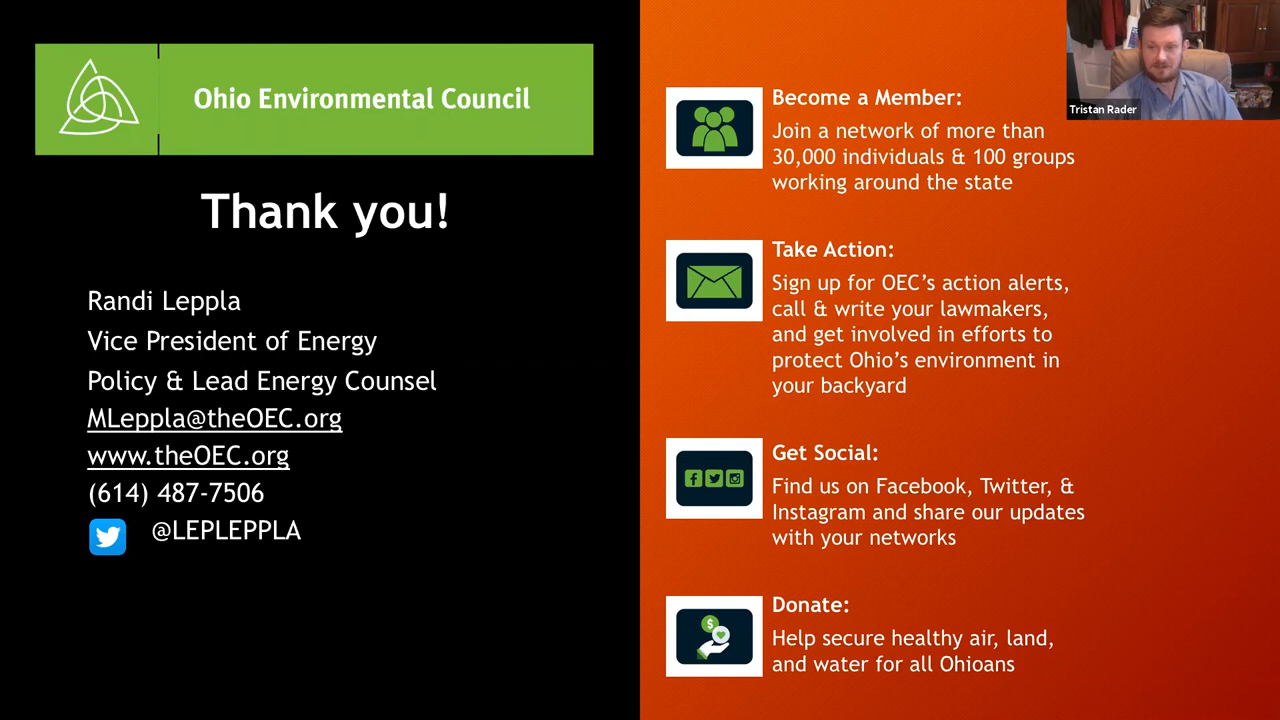 Ohio Environmental Council
Thank you!
Randi Leppla
Vice President of Energy
Policy & Lead Energy Counsel
MLeppla@theOEC.org
www.theOEC.org
(614) 487-7506
@LEPLEPPLA
Become a Member:
Join a network of more than
30,000 individuals & 100 groups
working around the state
Take Action:
Sign up for OEC’s action alerts,
call & write your lawmakers,
and get involved in efforts to
protect Ohio’s environment in
your backyard
Get Social:
Find us on Facebook, Twitter, &
Instagram and share our updates
with your networks
Donate:
Help secure healthy air, land,
and water for all Ohioans
Tristan Rader